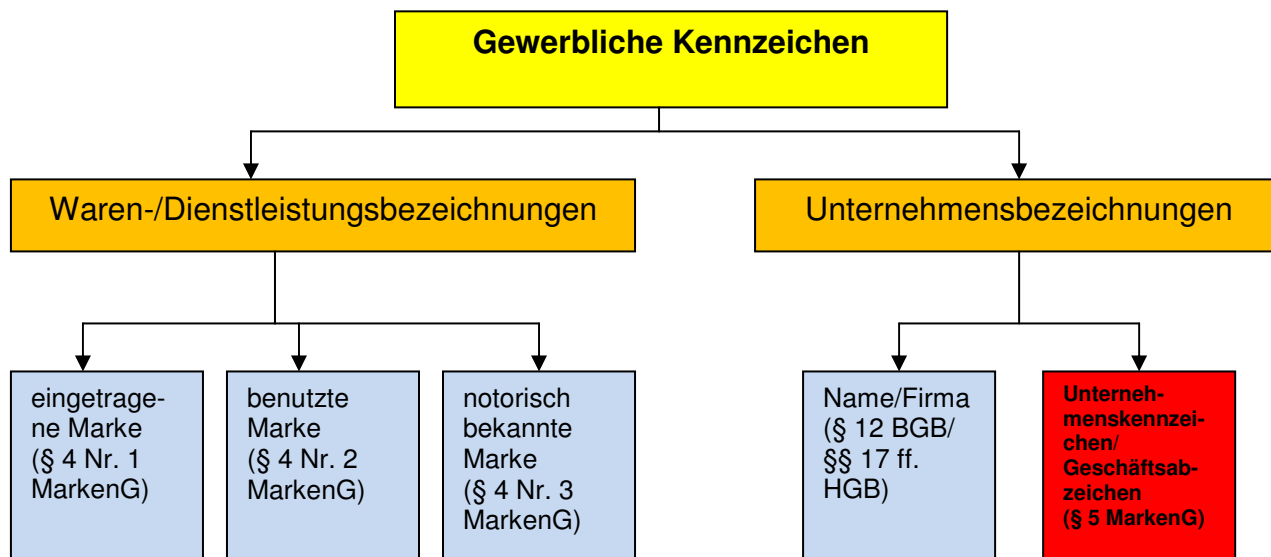 Gewerbliche Kennzeichen
Waren-/Dienstleistungsbezeichnungen
Unternehmensbezeichnungen
eingetrage-
ne Marke
(§ 4 Nr. 1
MarkenG)
benutzte
Marke
(§ 4 Nr. 2
MarkenG)
notorisch
bekannte
Marke
(§ 4 Nr. 3
MarkenG)
Name/Firma
(§ 12 BGB/
§§ 17 ff.
HGB)
Unterneh-
menskennzei-
chen/
Geschäftsab-
zeichen
(§ 5 MarkenG)